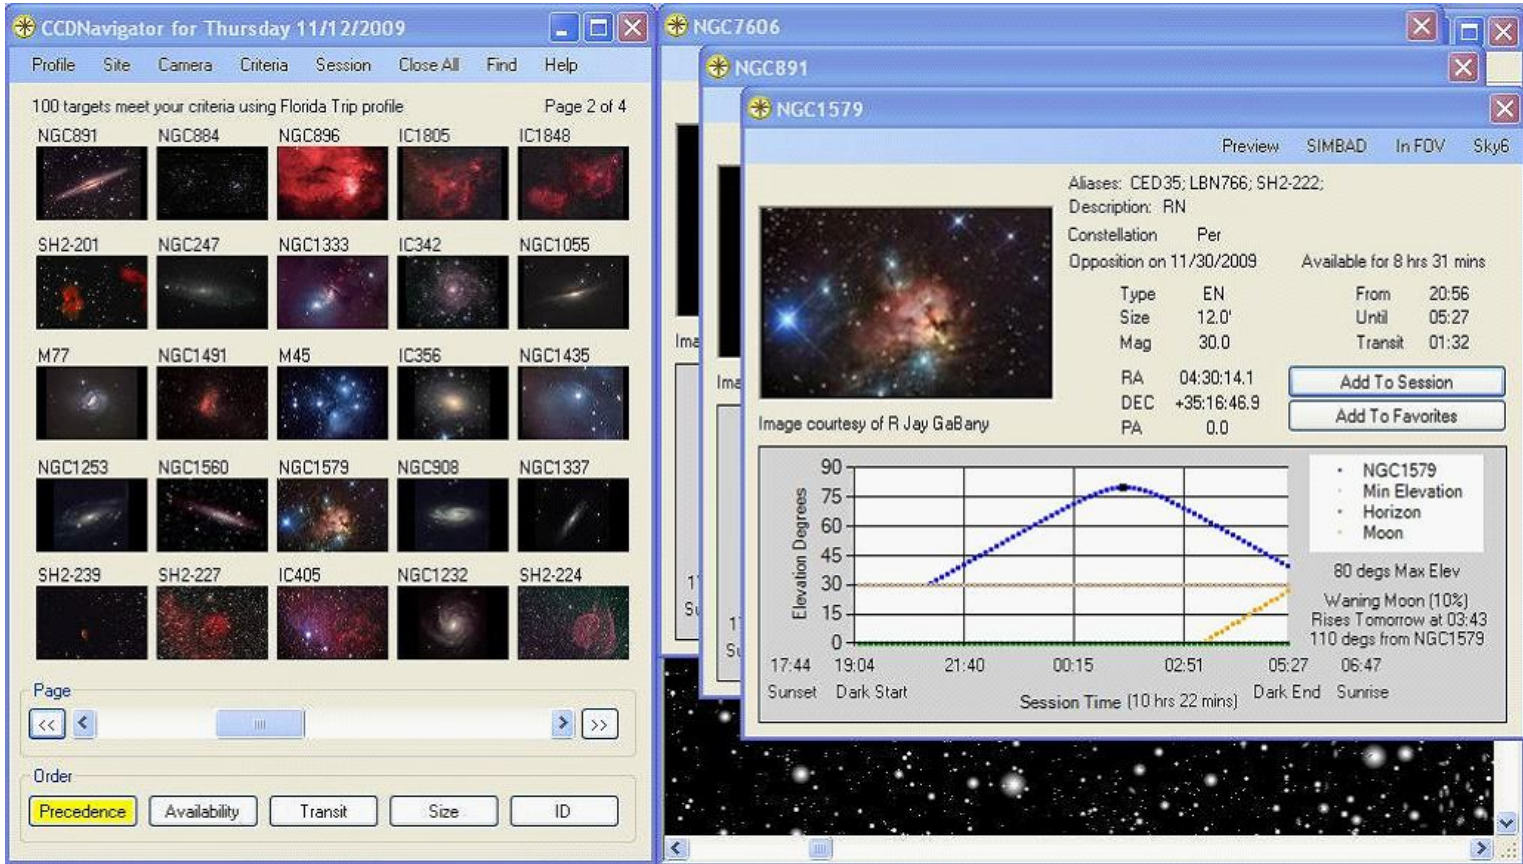 CCDNavigator for Thursday 11/12/2009
Profile Site Camera Criteria Session Close All Find Help
100 targets meet your criteria using Florida Trip profile Page 2 of 4
NGC891 NGC884 NGC896 IC1805 IC1848
SH2-201 NGC247 NGC1333 IC342 NGC1055
M77 NGC1491 M45 IC356 NGC1435
NGC1253 NGC1560 NGC1579 NGC908 NGC1337
SH2-239 SH2-227 IC405 NGC1232 SH2-224
Page
<< >>
Order
Precedence Availability Transit Size ID
NGC7606
Ima
17
Su
NGC891
Ima
17
Su
NGC1579
Preview SIMBAD In FOV Sky6
Aliases: CED35; LBN766; SH2-222;
Description: RN
Constellation Per
Opposition on 11/30/2009 Available for 8 hrs 31 mins
Type EN From 20:56
Size 12.0' Until 05:27
Mag 30.0 Transit 01:32
RA 04:30:14.1 Add To Session
DEC +35:16:46.9
Add To Favorites
PA 0.0
Image courtesy of R Jay GaBany
Elevation Degrees
90
75
60
45
30
15
0
NGC1579
Min Elevation
Horizon
Moon
80 degs Max Elev
Waning Moon (10%)
Rises Tomorrow at 03:43
110 degs from NGC1579
17:44 19:04 21:40 00:15 02:51 05:27 06:47
Sunset Dark Start Dark End Sunrise
Session Time (10 hrs 22 mins)